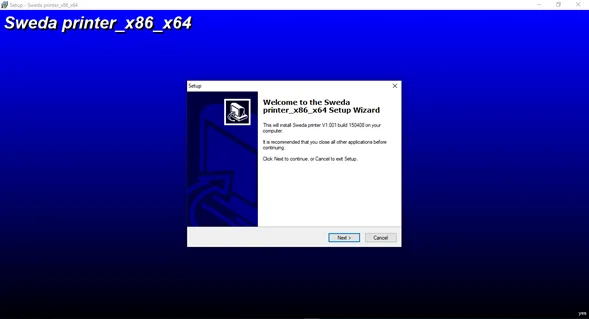 Setup - Sweda printer_x86_x64
Sweda printer_x86_x64
Setup
Welcome to the Sweda
printer_x86_x64 Setup Wizard
This will install Sweda printer V1.001 build 150408 on your
computer.
It is recommended that you close all other applications before
continuing.
Click Next to continue, or Cancel to exit Setup.
Next >
Cancel
yes